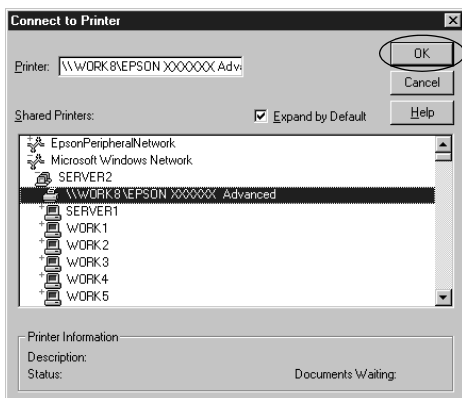 Connect to Printer
Printer: \\WORK8\EPSON XXXXXX Adva
OK
Cancel
Shared Printers:
Expand by Default
Help
EpsonPeripheralNetwork
Microsoft Windows Network
SERVER2
\\WORK8\EPSON XXXXXX Advanced
SERVER1
WORK1
WORK2
WORK3
WORK4
WORK5
Printer Information
Description:
Status:
Documents Waiting: